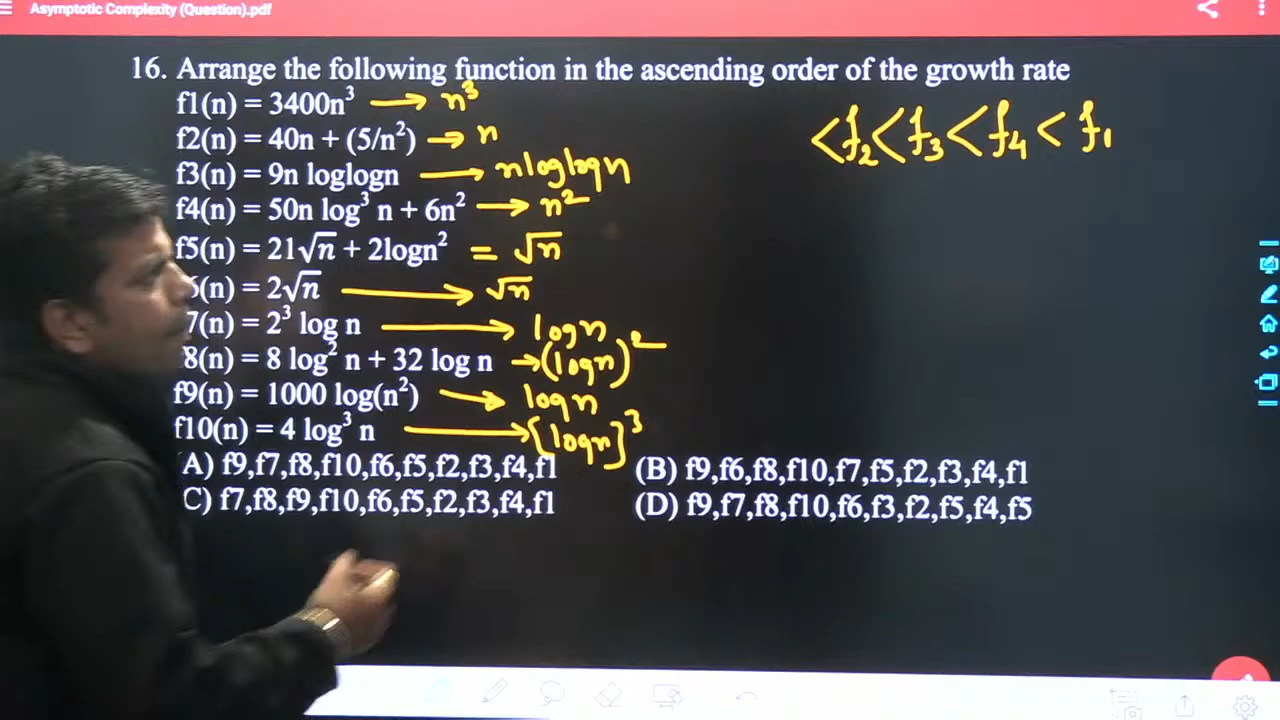 Asymptotic Complexity (Question).pdf
16. Arrange the following function in the ascending order of the growth rate
f1(n) = 3400n³ → n³
f2(n) = 40n + (5/n²) → n
<f₂<f₃<f₄<f₁
f3(n) = 9n loglogn → nloglogn
f4(n) = 50n log³ n + 6n² → n²
f5(n) = 21√n + 2logn² = √n
6(n) = 2√n → √n
7(n) = 2³ log n → logn
8(n) = 8 log² n + 32 log n → (logn)²
f9(n) = 1000 log(n²) → logn
f10(n) = 4 log³ n → [logn]³
A) f9,f7,f8,f10,f6,f5,f2,f3,f4,f1 (B) f9,f6,f8,f10,f7,f5,f2,f3,f4,f1
C) f7,f8,f9,f10,f6,f5,f2,f3,f4,f1 (D) f9,f7,f8,f10,f6,f3,f2,f5,f4,f5